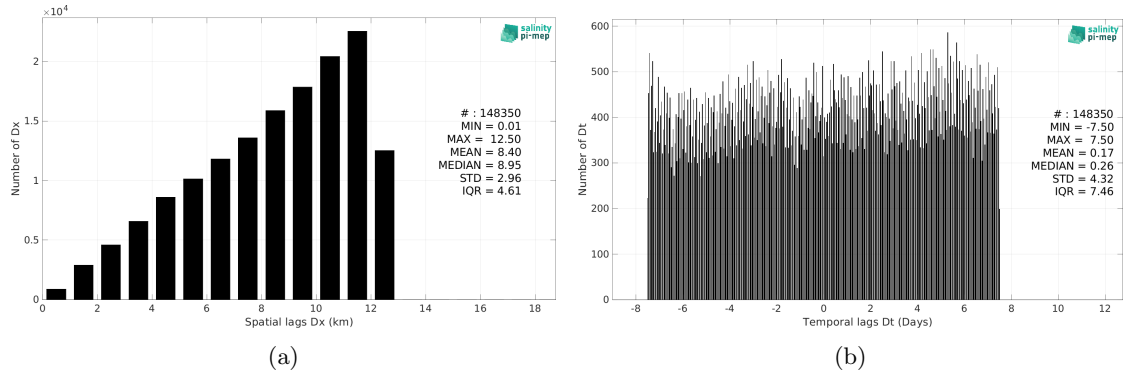 ×10⁴
2
1.5
1
0.5
0
Number of Dx
0 2 4 6 8 10 12 14 16 18
Spatial lags Dx (km)
salinity
pi-mep
# : 148350
MIN = 0.01
MAX = 12.50
MEAN = 8.40
MEDIAN = 8.95
STD = 2.96
IQR = 4.61
(a)
600
500
400
300
200
100
0
Number of Dt
-8 -6 -4 -2 0 2 4 6 8 10 12
Temporal lags Dt (Days)
salinity
pi-mep
# : 148350
MIN = -7.50
MAX = 7.50
MEAN = 0.17
MEDIAN = 0.26
STD = 4.32
IQR = 7.46
(b)